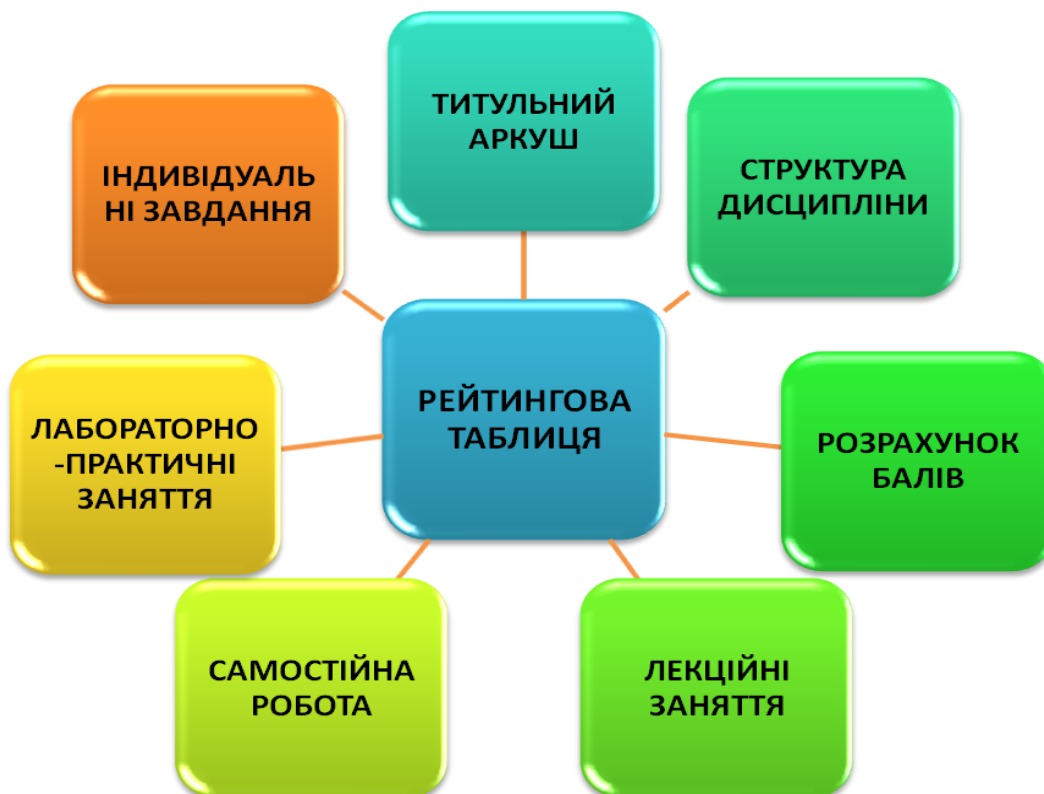 ТИТУЛЬНИЙ
АРКУШ
СТРУКТУРА
ДИСЦИПЛІНИ
РОЗРАХУНОК
БАЛІВ
ЛЕКЦІЙНІ
ЗАНЯТТЯ
САМОСТІЙНА
РОБОТА
ЛАБОРАТОРНО
-ПРАКТИЧНІ
ЗАНЯТТЯ
ІНДИВІДУАЛЬ
НІ ЗАВДАННЯ
РЕЙТИНГОВА
ТАБЛИЦЯ